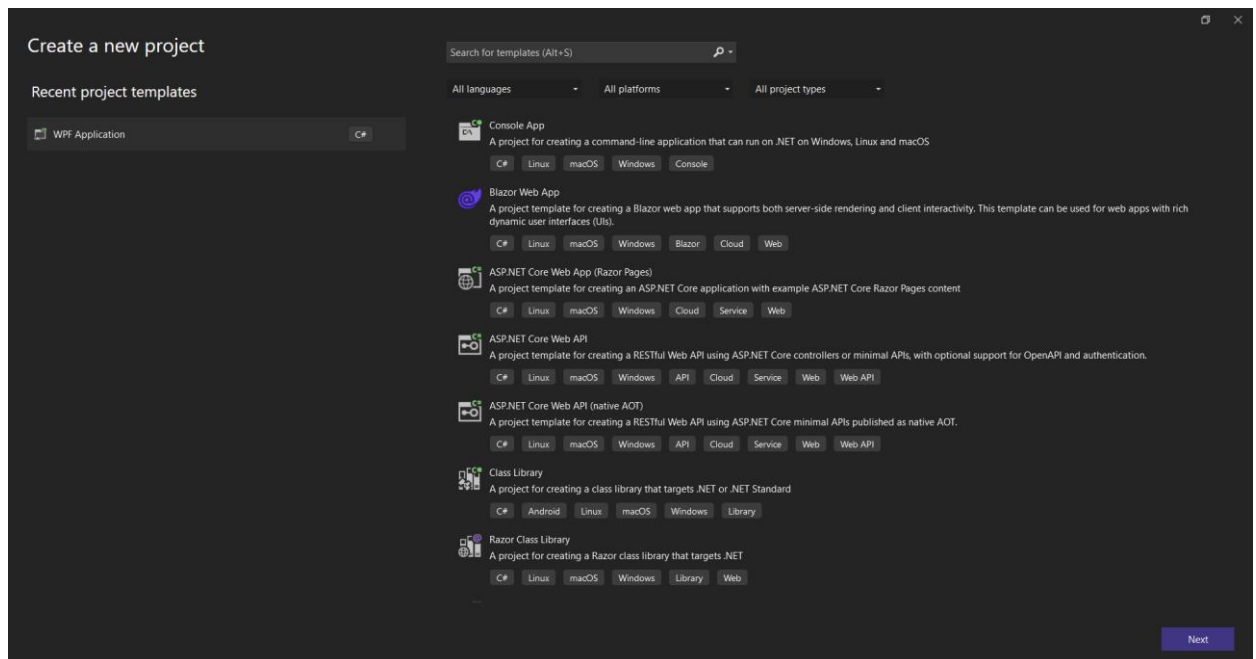 Create a new project
Recent project templates
WPF Application
C#
Search for templates (Alt+S)
All languages
All platforms
All project types
Console App
A project for creating a command-line application that can run on .NET on Windows, Linux and macOS
C# Linux macOS Windows Console
Blazor Web App
A project template for creating a Blazor web app that supports both server-side rendering and client interactivity. This template can be used for web apps with rich
dynamic user interfaces (UIs).
C# Linux macOS Windows Blazor Cloud Web
ASP.NET Core Web App (Razor Pages)
A project template for creating an ASP.NET Core application with example ASP.NET Core Razor Pages content
C# Linux macOS Windows Cloud Service Web
ASP.NET Core Web API
A project template for creating a RESTful Web API using ASP.NET Core controllers or minimal APIs, with optional support for OpenAPI and authentication.
C# Linux macOS Windows API Cloud Service Web Web API
ASP.NET Core Web API (native AOT)
A project template for creating a RESTful Web API using ASP.NET Core minimal APIs published as native AOT.
C# Linux macOS Windows API Cloud Service Web Web API
Class Library
A project for creating a class library that targets .NET or .NET Standard
C# Android Linux macOS Windows Library
Razor Class Library
A project for creating a Razor class library that targets .NET
C# Linux macOS Windows Library Web
Next